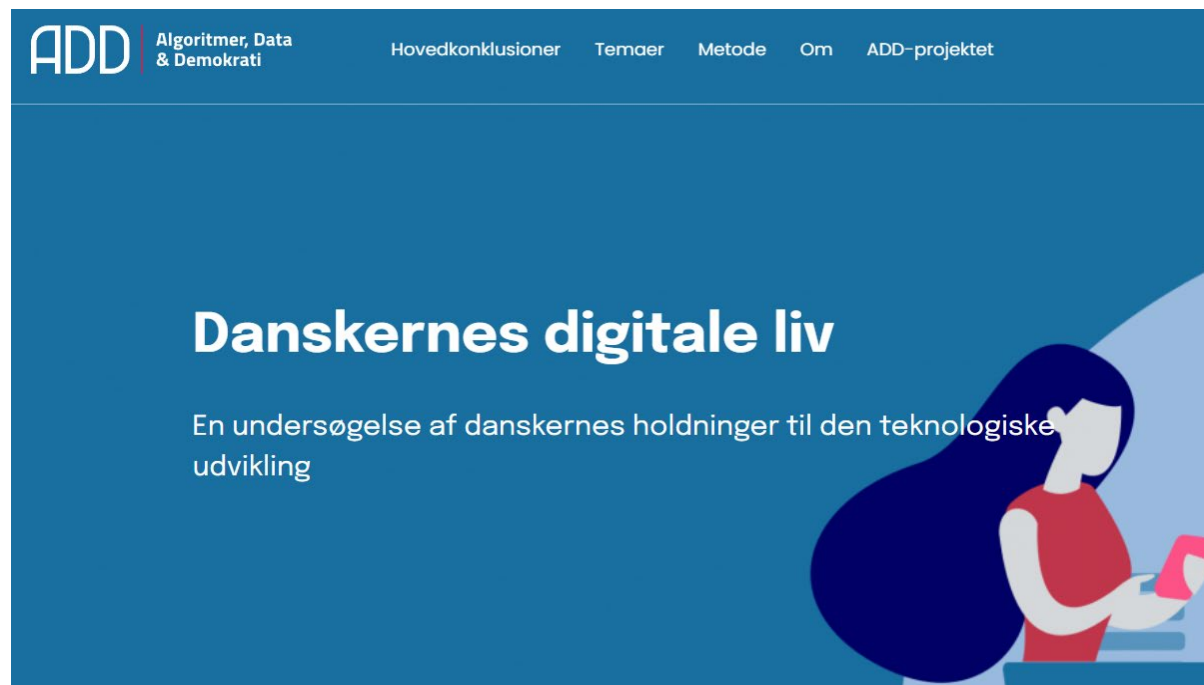 ADD
Algoritmer, Data
& Demokrati
Hovedkonklusioner
Temaer
Metode
Om
ADD-projektet
Danskernes digitale liv
En undersøgelse af danskernes holdninger til den teknologiske
udvikling